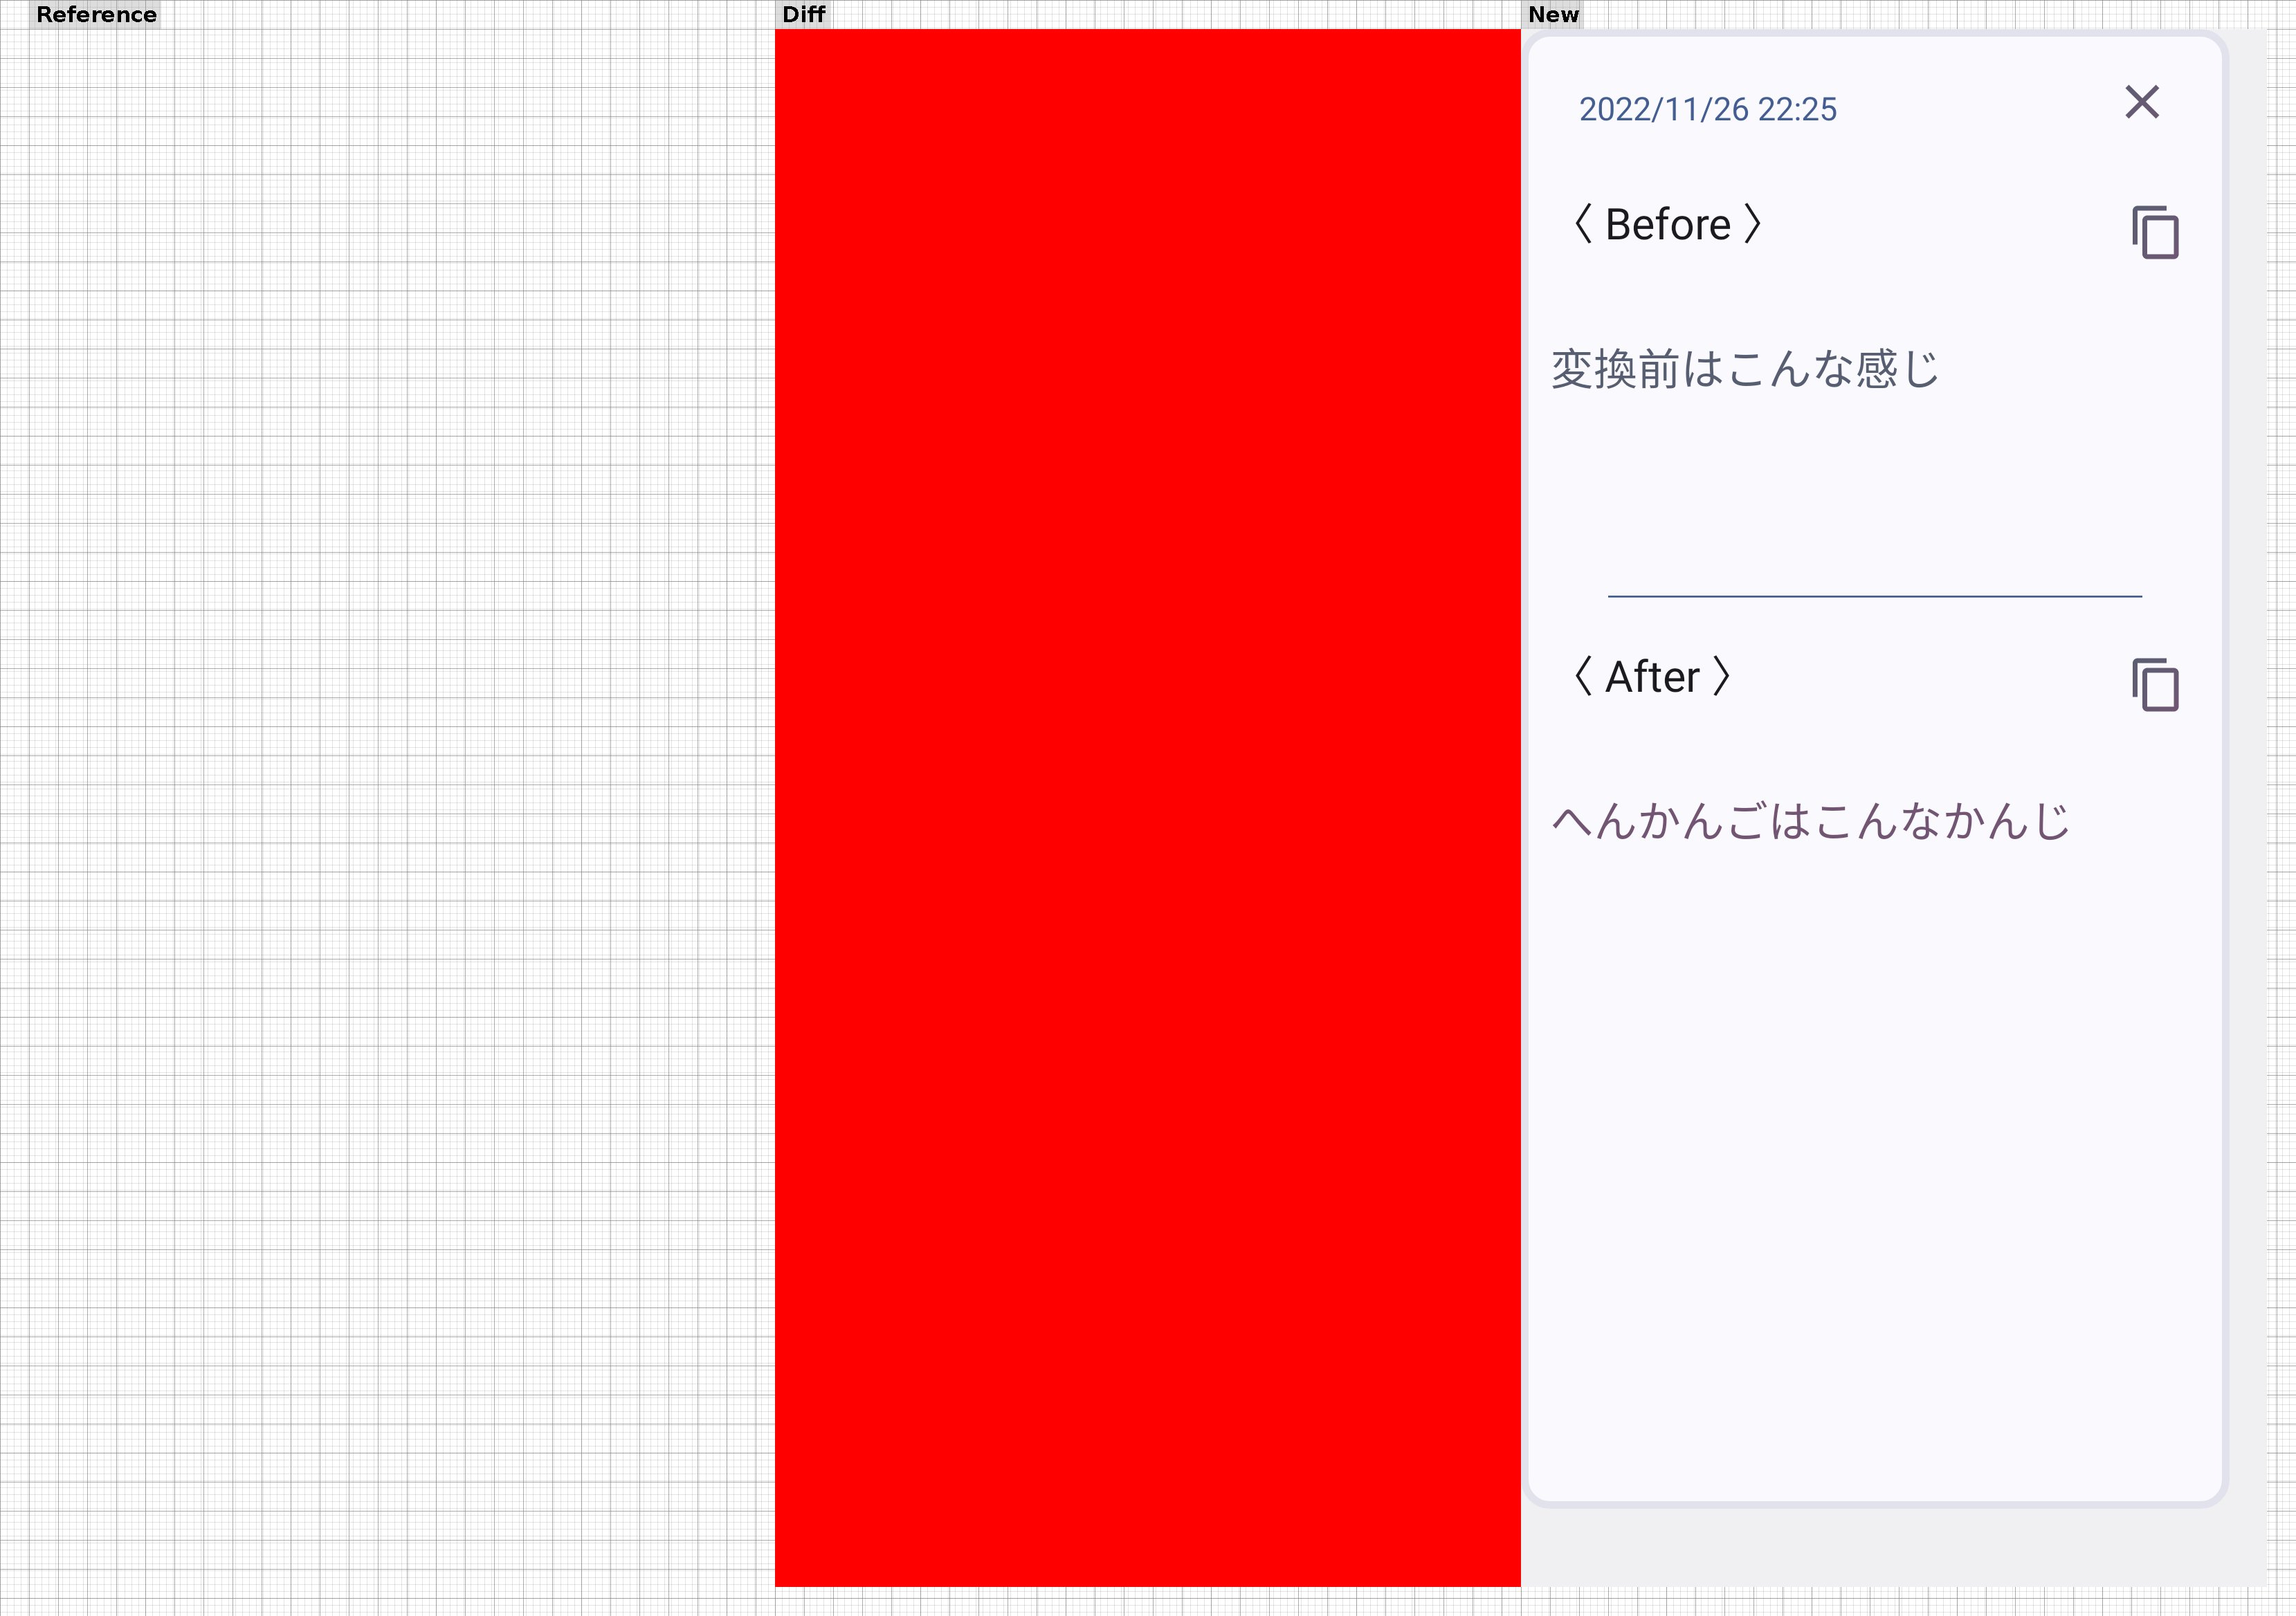 Reference
Diff
New
2022/11/26 22:25
〈 Before 〉
変換前はこんな感じ
〈 After 〉
へんかんごはこんなかんじ